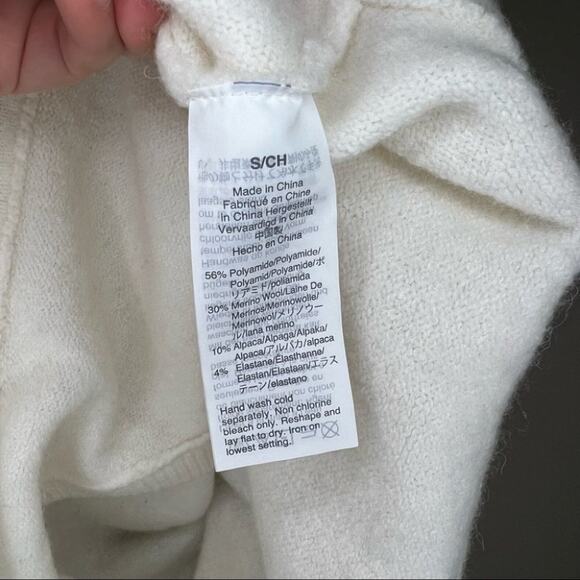 S/CH
Made in China
Fabriqué en Chine
In China Hergestellt
Vervaardigd in China
中国製
Hecho en China
56% Polyamide/Polyamide/
Polyamid/Polyamide/ポ
リアミド/poliamida
30% Merino Wool/Laine De
Merinos/Merinowolle/
Merinowol/メリノウー
ル/lana merino
10% Alpaca/Alpaga/Alpaka/
Alpaca/アルパカ/alpaca
4% Elastane/Elasthanne/
Elastan/Elastaan/エラス
テーン/elastano
Hand wash cold
separately. Non chlorine
bleach only. Reshape and
lay flat to dry. Iron on
lowest setting.